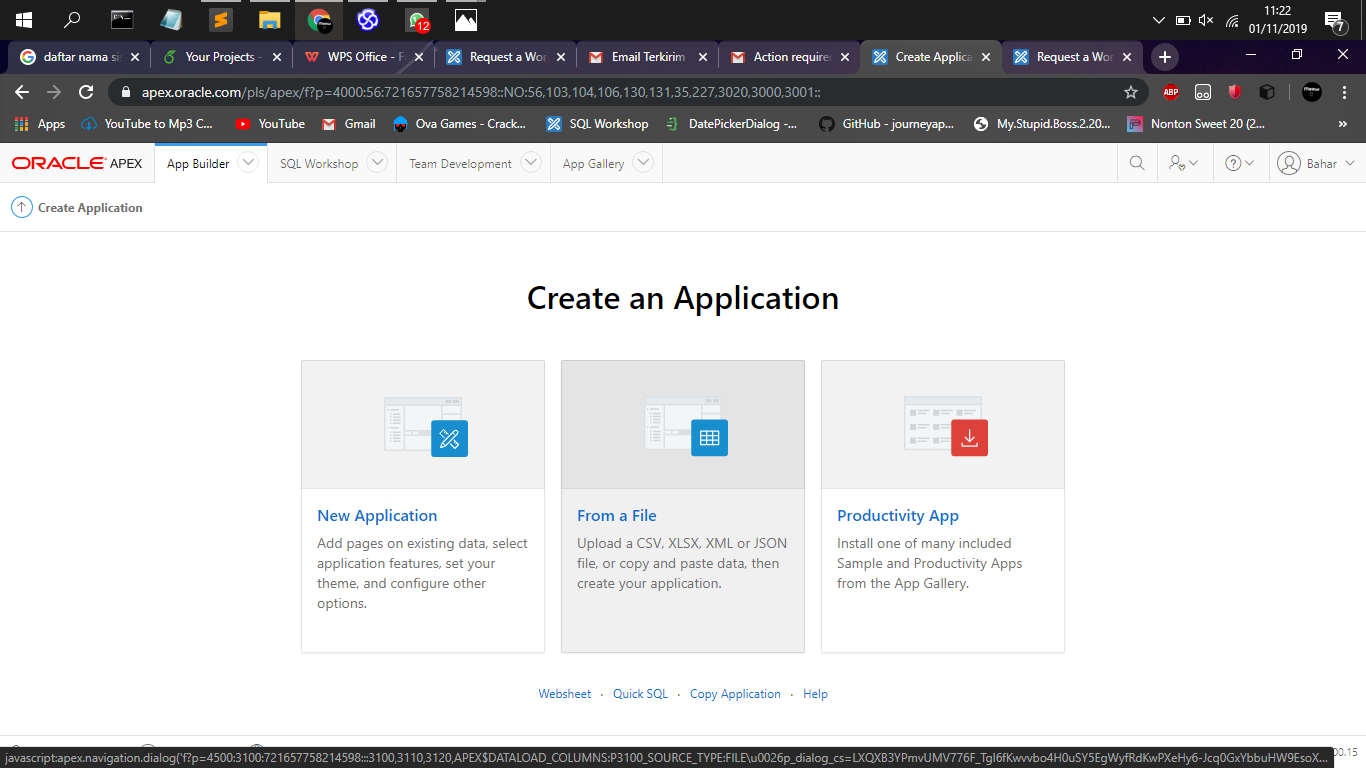 12
11:22
01/11/2019
7
daftar nama si
Your Projects -
WPS Office - F
Request a Wor
Email Terkirim
Action require
Create Applica
Request a Wor
apex.oracle.com/pls/apex/f?p=4000:56:721657758214598::NO:56,103,104,106,130,131,35,227,3020,3000,3001::
ABP
Apps
YouTube to Mp3 C...
YouTube
Gmail
Ova Games - Crack...
SQL Workshop
DatePickerDialog -...
GitHub - journeyap...
My.Stupid.Boss.2.20...
Nonton Sweet 20 (2...
»
ORACLE APEX
App Builder
SQL Workshop
Team Development
App Gallery
Bahar
Create Application
Create an Application
New Application
Add pages on existing data, select
application features, set your
theme, and configure other
options.
From a File
Upload a CSV, XLSX, XML or JSON
file, or copy and paste data, then
create your application.
Productivity App
Install one of many included
Sample and Productivity Apps
from the App Gallery.
Websheet · Quick SQL · Copy Application · Help
javascript:apex.navigation.dialog('f?p=4500:3100:721657758214598:::3100,3110,3120,APEX$DATALOAD_COLUMNS:P3100_SOURCE_TYPE:FILE\u0026p_dialog_cs=LXQXB3YPmvUMV776F_TgI6fKwvvbo4H0uSY5EgWyfRdKwPXeHy6-Jcq0GxYbbuHW9EsoX...
00.15